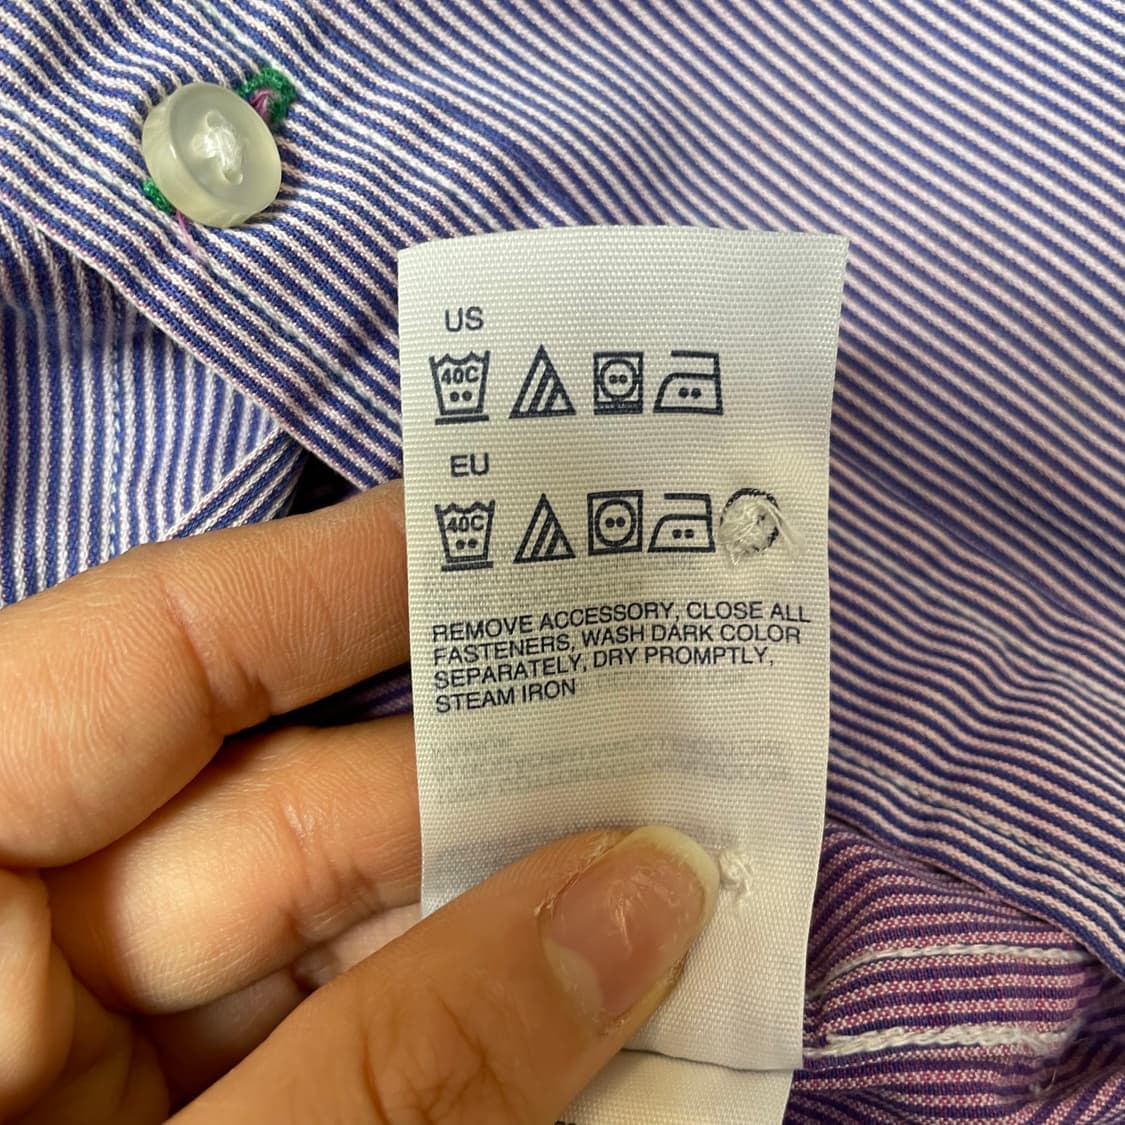 US
40C
EU
40C
REMOVE ACCESSORY, CLOSE ALL
FASTENERS, WASH DARK COLOR
SEPARATELY, DRY PROMPTLY,
STEAM IRON